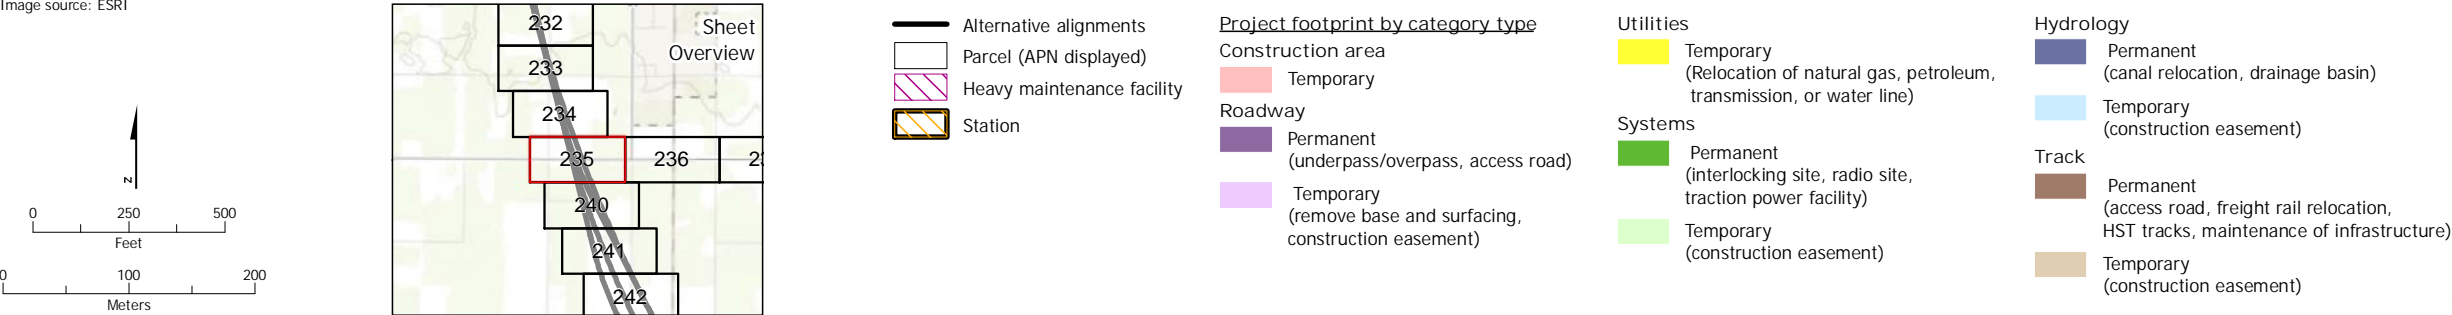 Image source: ESRI
N
0 250 500
Feet
0 100 200
Meters
Sheet
Overview
232
233
234
235 236
240
241
242
Alternative alignments
Parcel (APN displayed)
Heavy maintenance facility
Station
Project footprint by category type
Construction area
Temporary
Roadway
Permanent
(underpass/overpass, access road)
Temporary
(remove base and surfacing,
construction easement)
Utilities
Temporary
(Relocation of natural gas, petroleum,
transmission, or water line)
Systems
Permanent
(interlocking site, radio site,
traction power facility)
Temporary
(construction easement)
Hydrology
Permanent
(canal relocation, drainage basin)
Temporary
(construction easement)
Track
Permanent
(access road, freight rail relocation,
HST tracks, maintenance of infrastructure)
Temporary
(construction easement)